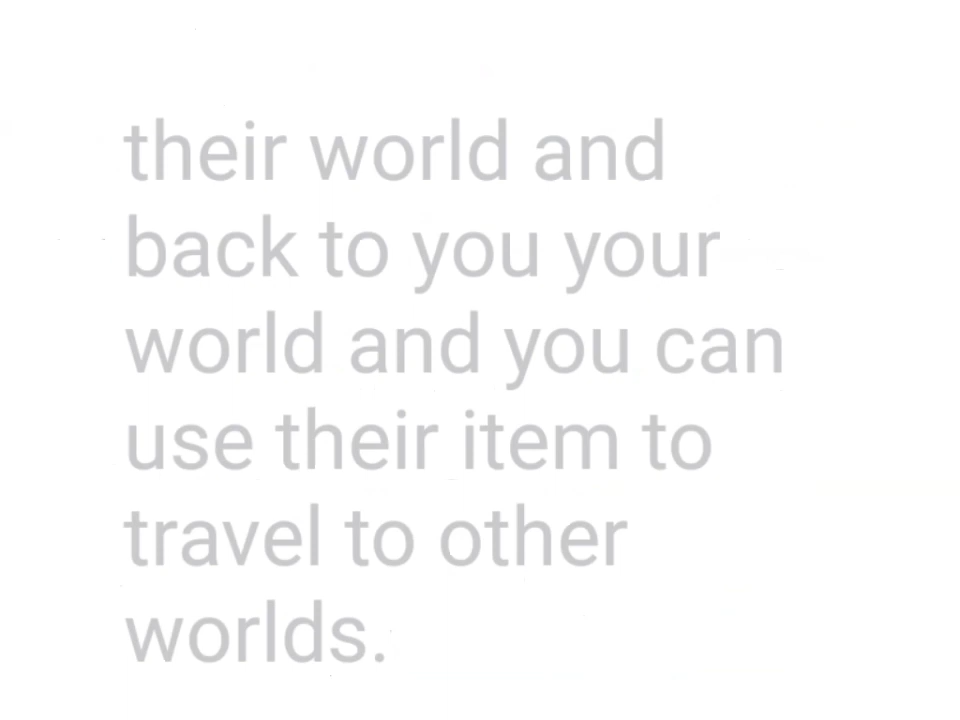 their world and
back to you your
world and you can
use their item to
travel to other
worlds.